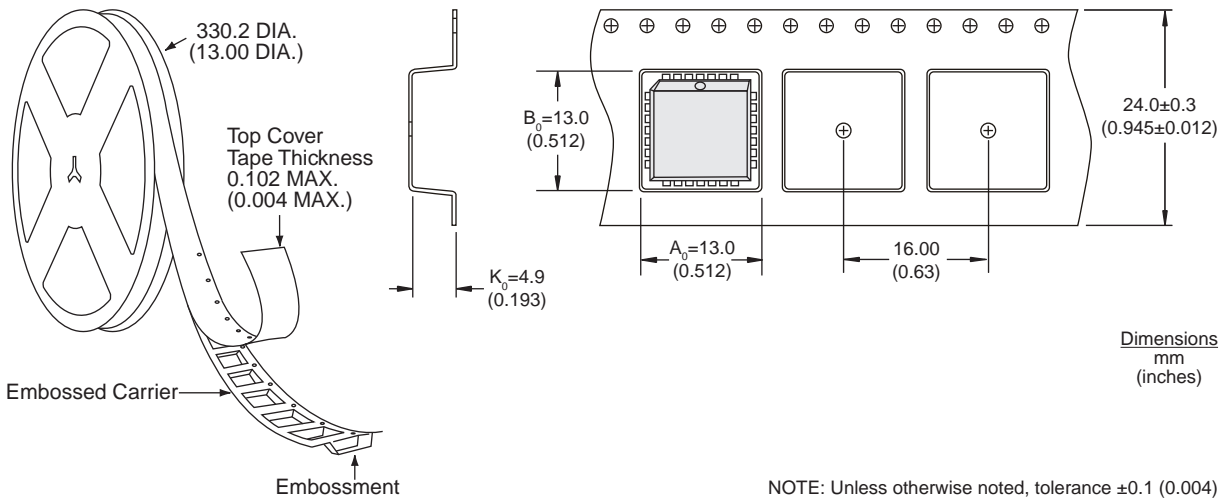 330.2 DIA.
(13.00 DIA.)
Top Cover
Tape Thickness
0.102 MAX.
(0.004 MAX.)
Embossed Carrier
Embossment
K₀=4.9
(0.193)
B₀=13.0
(0.512)
A₀=13.0
(0.512)
16.00
(0.63)
24.0±0.3
(0.945±0.012)
Dimensions
mm
(inches)
NOTE: Unless otherwise noted, tolerance ±0.1 (0.004)